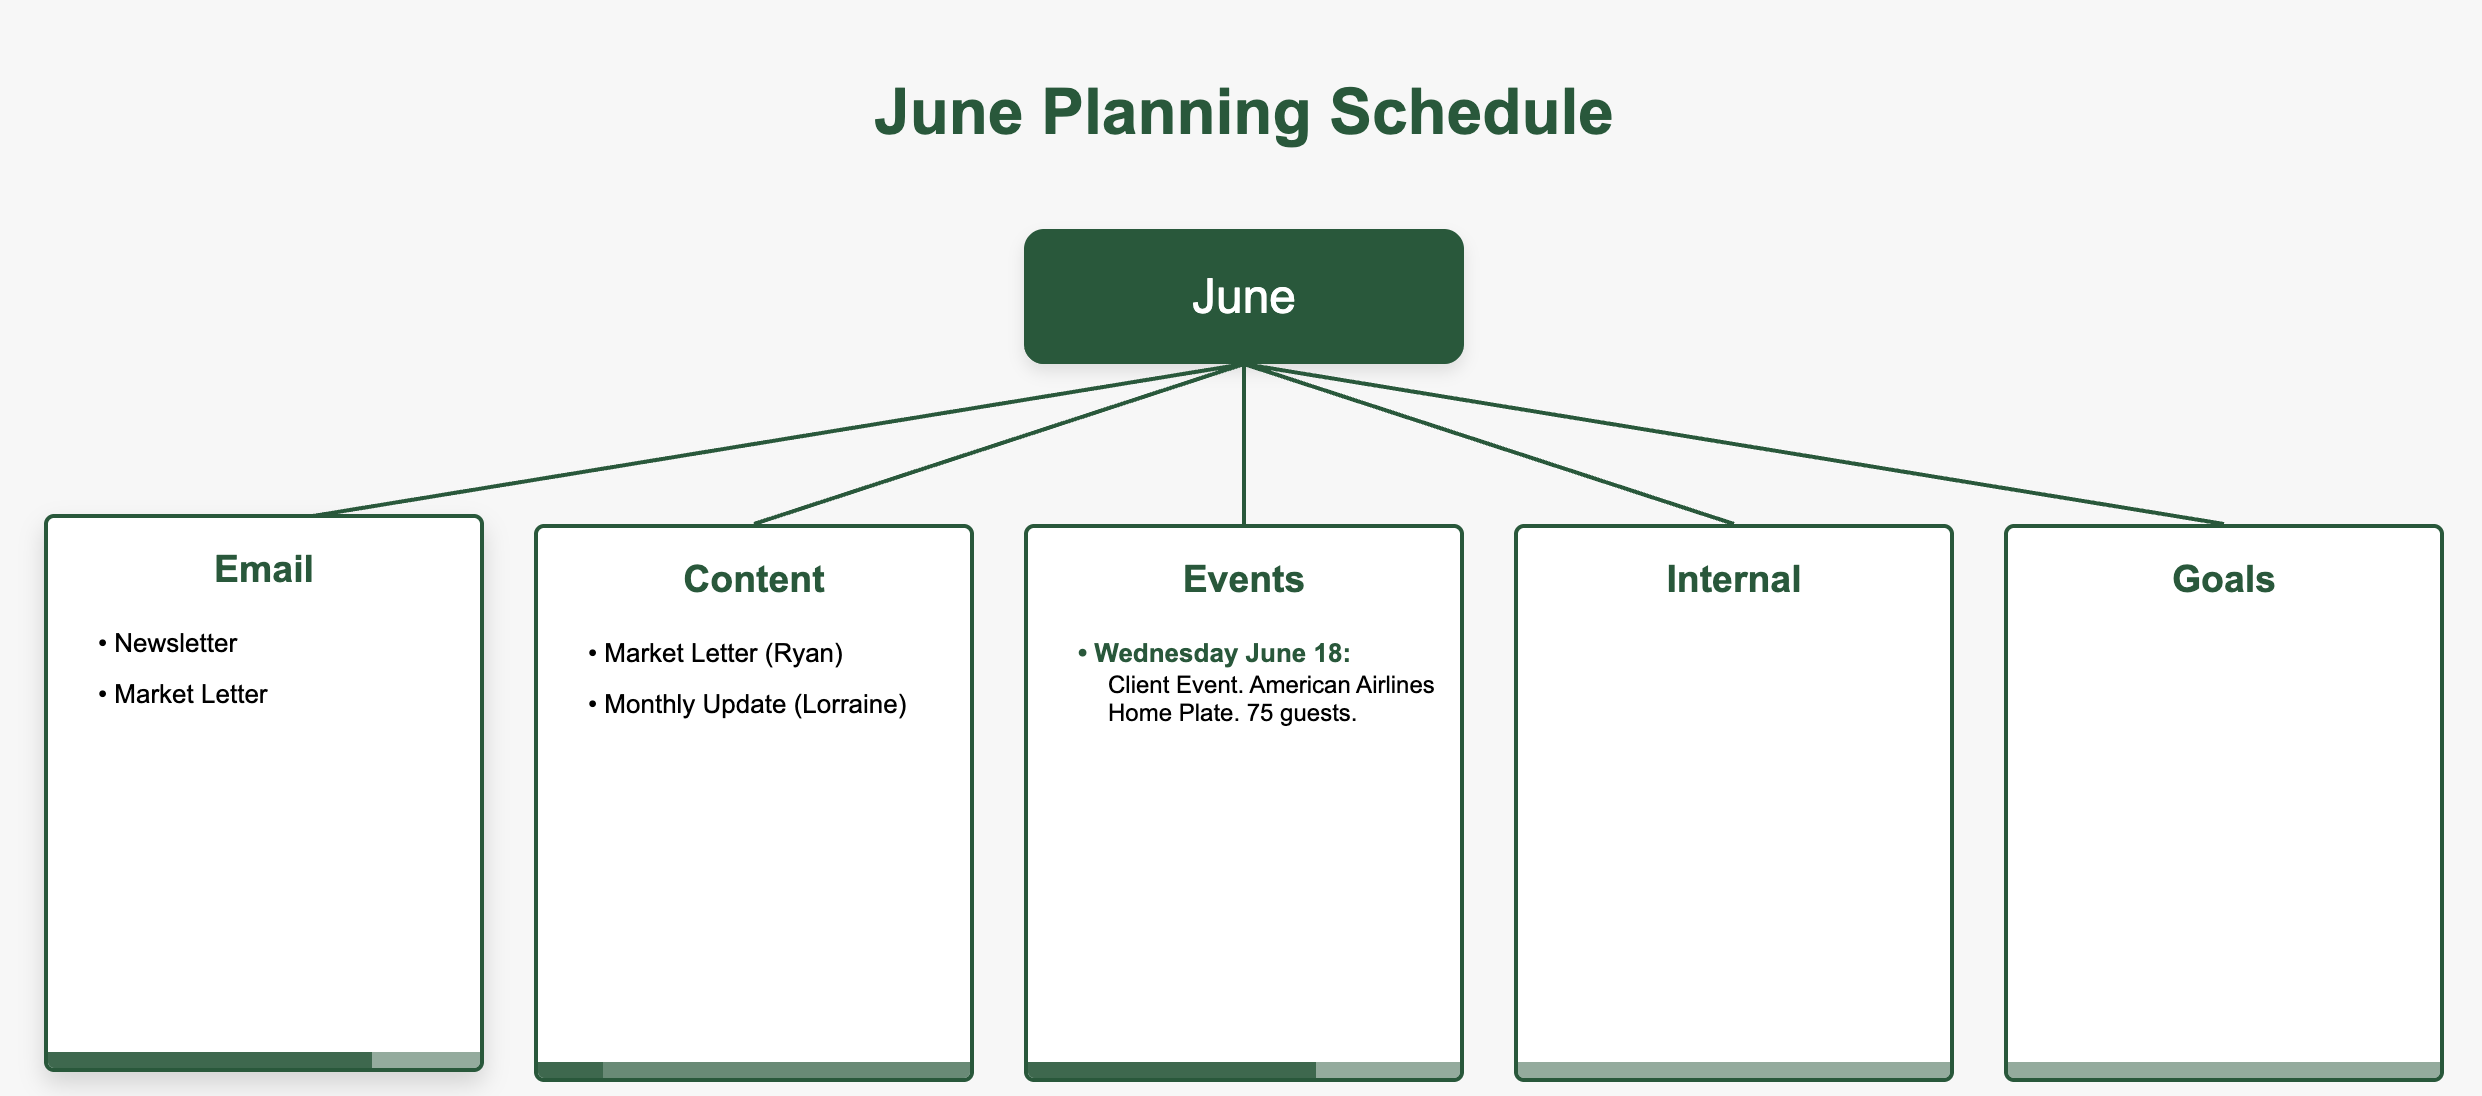 June Planning Schedule
June
Email
• Newsletter
• Market Letter
Content
• Market Letter (Ryan)
• Monthly Update (Lorraine)
Events
• Wednesday June 18:
Client Event. American Airlines
Home Plate. 75 guests.
Internal
Goals